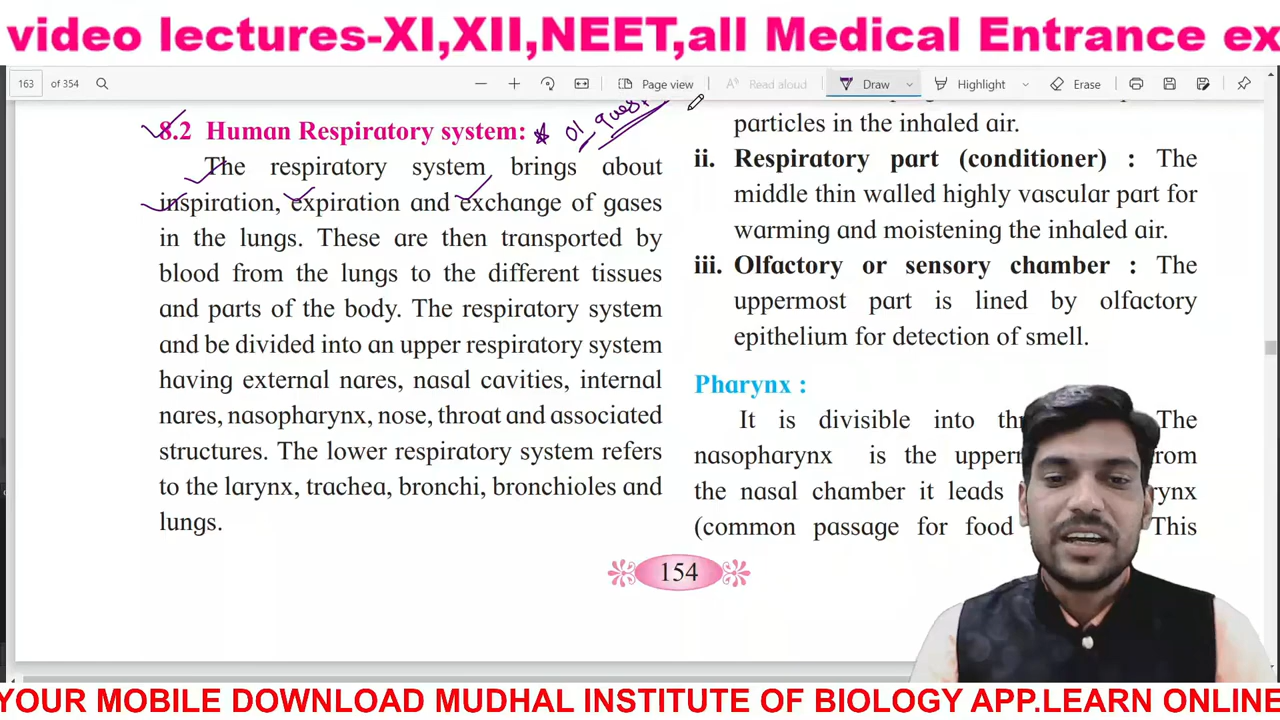 video lectures-XI,XII,NEET,all Medical Entrance ex
163 of 354
Page view
Read aloud
Draw
Highlight
Erase
8.2 Human Respiratory system: 01 ques
The respiratory system brings about
inspiration, expiration and exchange of gases
in the lungs. These are then transported by
blood from the lungs to the different tissues
and parts of the body. The respiratory system
and be divided into an upper respiratory system
having external nares, nasal cavities, internal
nares, nasopharynx, nose, throat and associated
structures. The lower respiratory system refers
to the larynx, trachea, bronchi, bronchioles and
lungs.
particles in the inhaled air.
ii. Respiratory part (conditioner) : The
middle thin walled highly vascular part for
warming and moistening the inhaled air.
iii. Olfactory or sensory chamber : The
uppermost part is lined by olfactory
epithelium for detection of smell.
Pharynx :
It is divisible into The
nasopharynx is the
the nasal chamber it leads
(common passage for food This
154
YOUR MOBILE DOWNLOAD MUDHAL INSTITUTE OF BIOLOGY APP.LEARN ONLINE